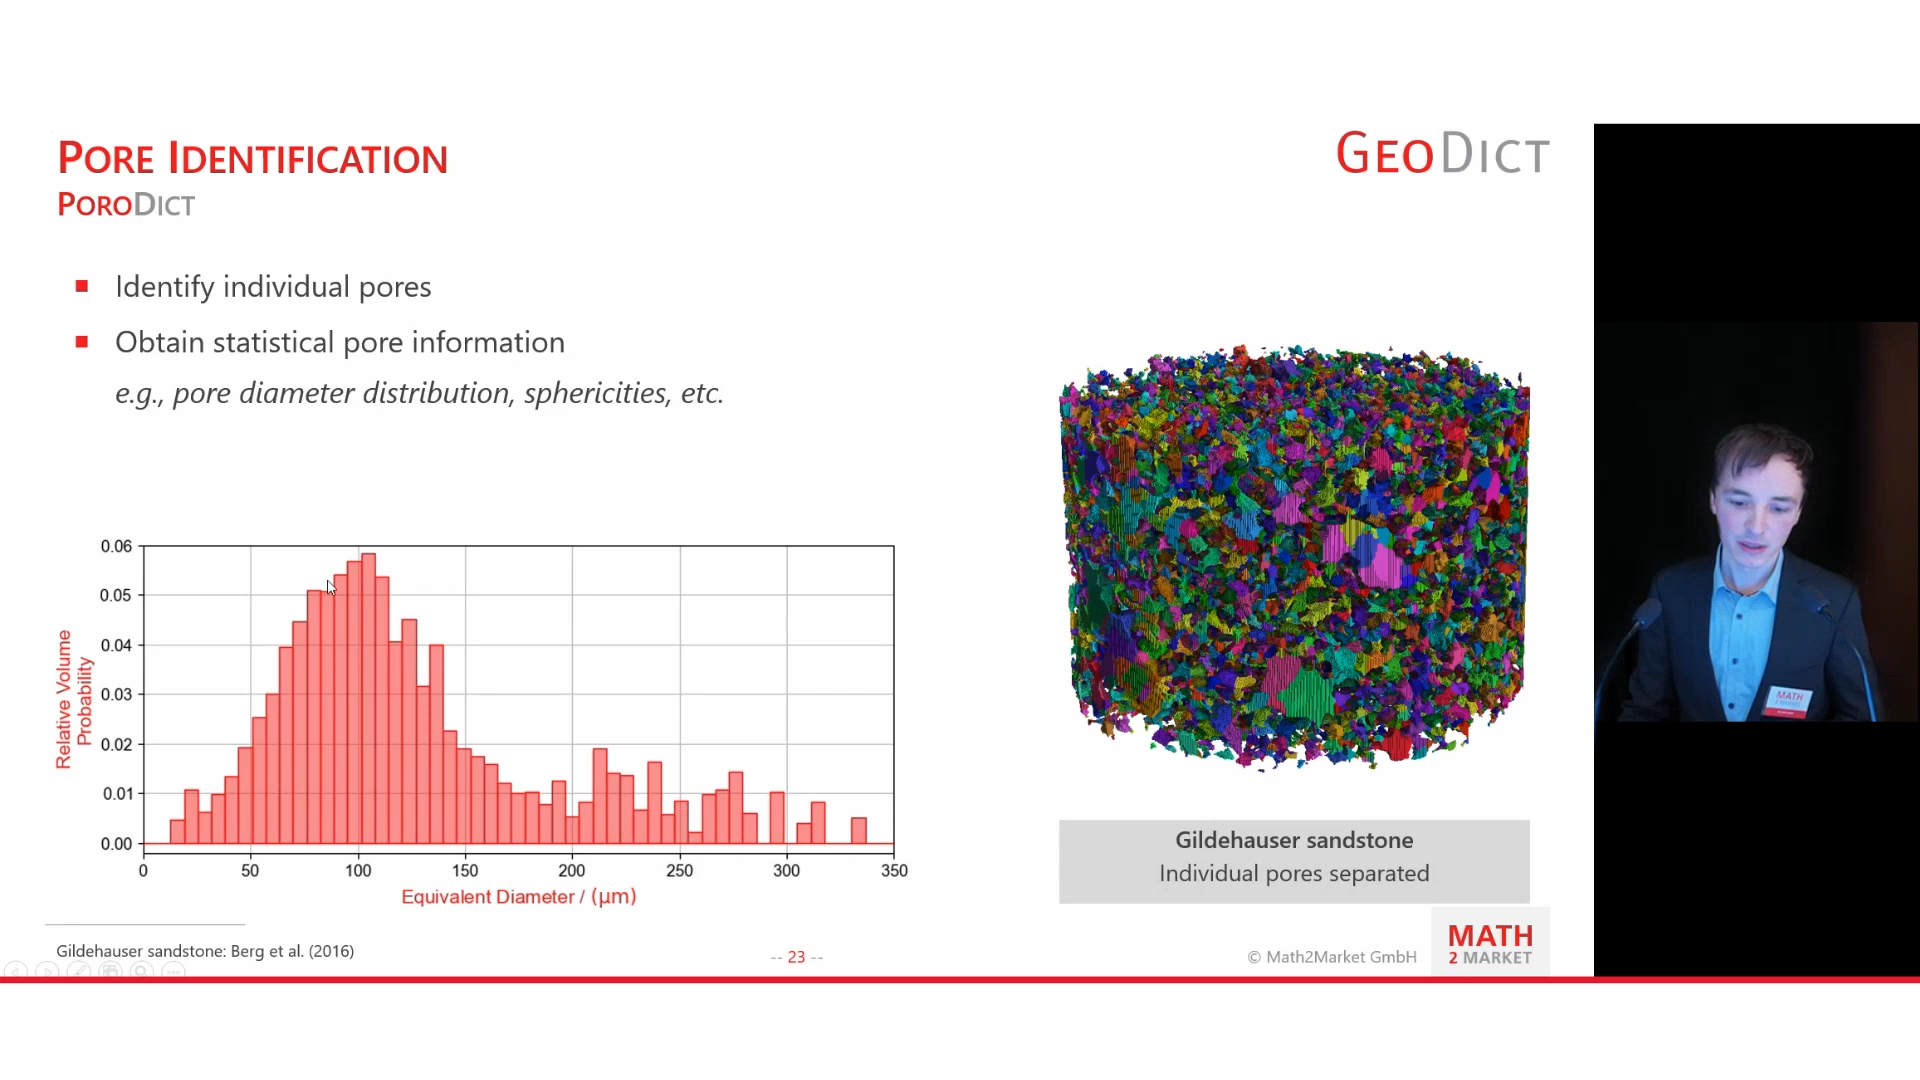 PORE IDENTIFICATION
PORODICT
GEODICT
Identify individual pores
Obtain statistical pore information
e.g., pore diameter distribution, sphericities, etc.
0.06
0.05
0.04
0.03
0.02
0.01
0.00
Relative Volume
Probability
0 50 100 150 200 250 300 350
Equivalent Diameter / (µm)
Gildehauser sandstone
Individual pores separated
Gildehauser sandstone: Berg et al. (2016)
-- 23 --
© Math2Market GmbH
MATH
2 MARKET
MATH